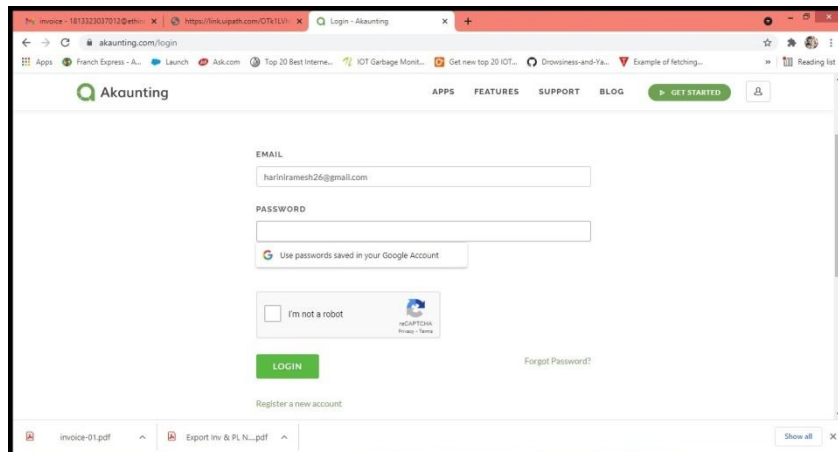 invoice - 1813323037012@ethno
https://link.uipath.com/OTk1LVH
Login - Akaunting
akaunting.com/login
Apps Franch Express - A... Launch Ask.com Top 20 Best Interne... IOT Garbage Monit... Get new top 20 IOT... Drowsiness-and-Ya... Example of fetching... » Reading list
Akaunting APPS FEATURES SUPPORT BLOG GET STARTED
EMAIL
hariniramesh26@gmail.com
PASSWORD
Use passwords saved in your Google Account
I'm not a robot
reCAPTCHA
Privacy - Terms
LOGIN Forgot Password?
Register a new account
invoice-01.pdf Export Inv & PL N....pdf Show all